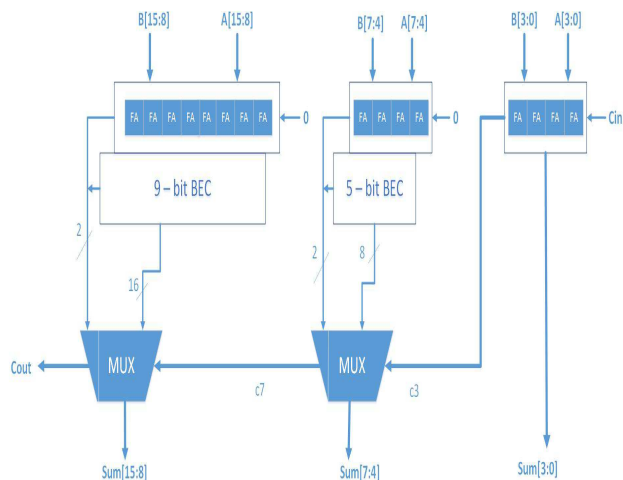 B[15:8] A[15:8] B[7:4] A[7:4] B[3:0] A[3:0]
FA FA FA FA FA FA FA FA 0 FA FA FA FA 0 FA FA FA FA Cin
9 – bit BEC 5 – bit BEC
2 16 2 8
MUX MUX
Cout c7 c3
Sum[15:8] Sum[7:4] Sum[3:0]